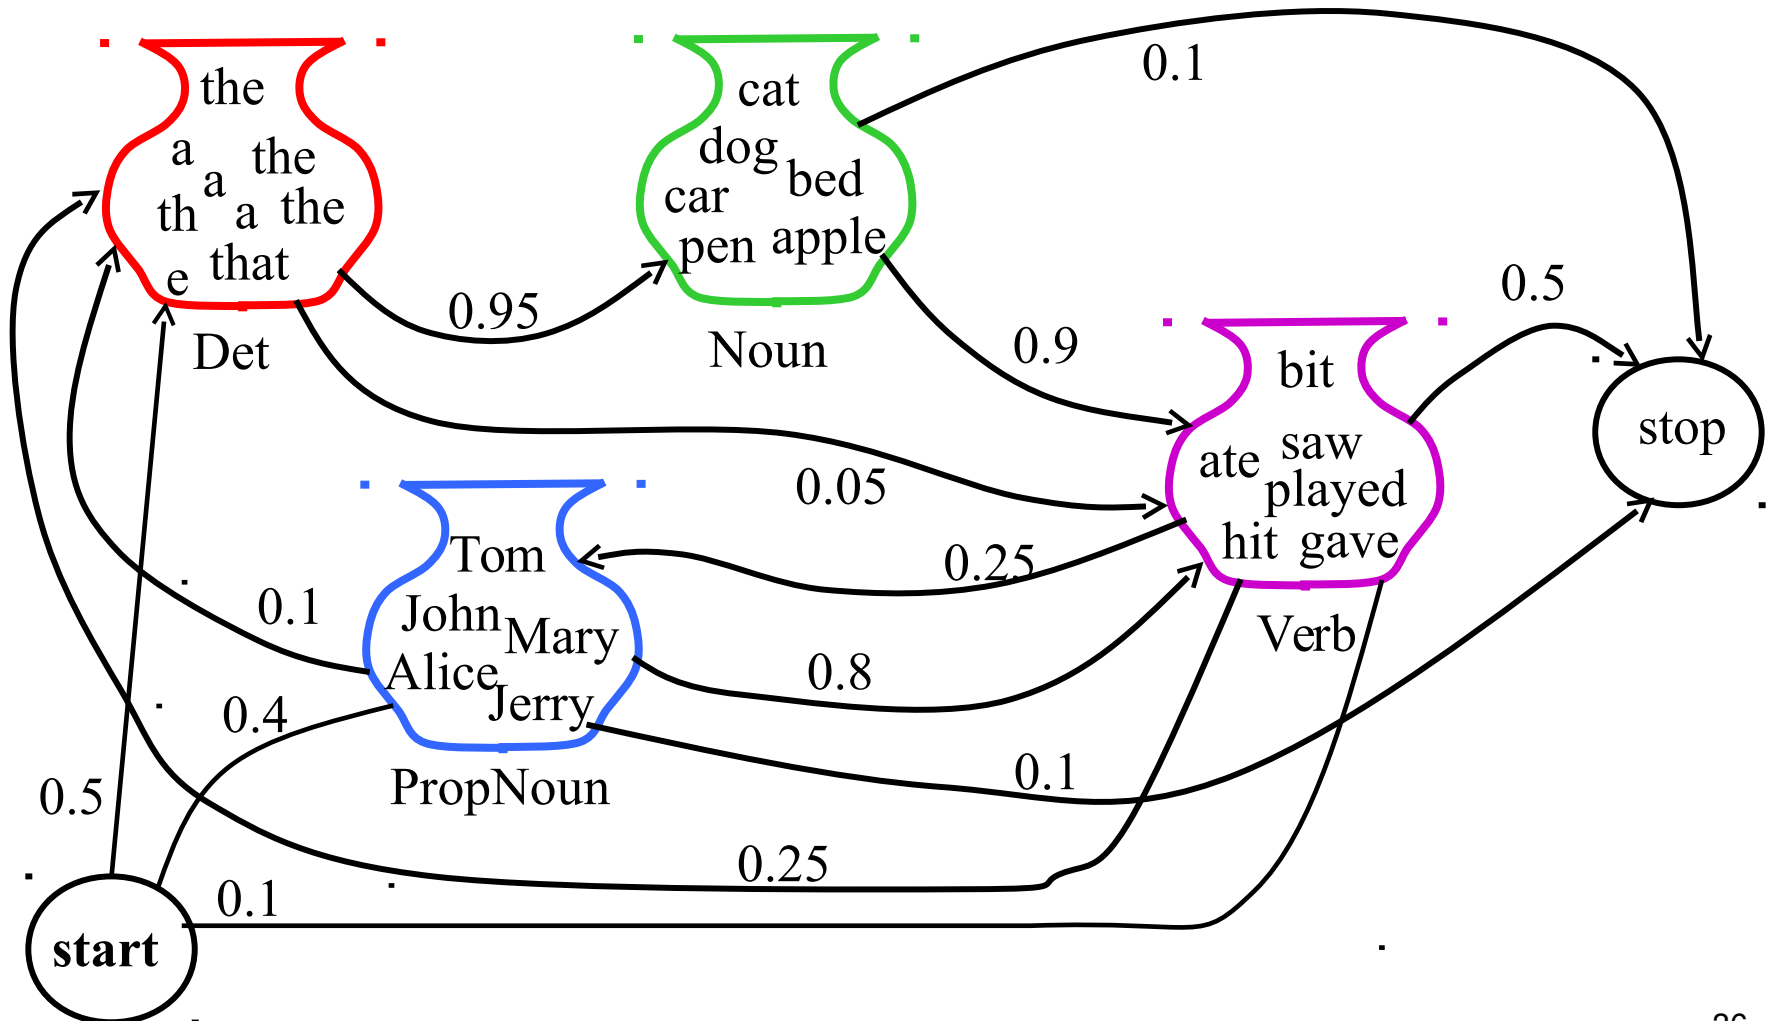 the
a
the
a
th
a
the
that
e
Det
0.95
cat
dog
bed
car
apple
pen
Noun
0.1
0.9
0.5
bit
saw
ate
played
hit gave
Verb
stop
0.05
0.25
Tom
John
Mary
Alice
Jerry
PropNoun
0.1
0.8
0.4
0.1
0.5
0.25
0.1
start